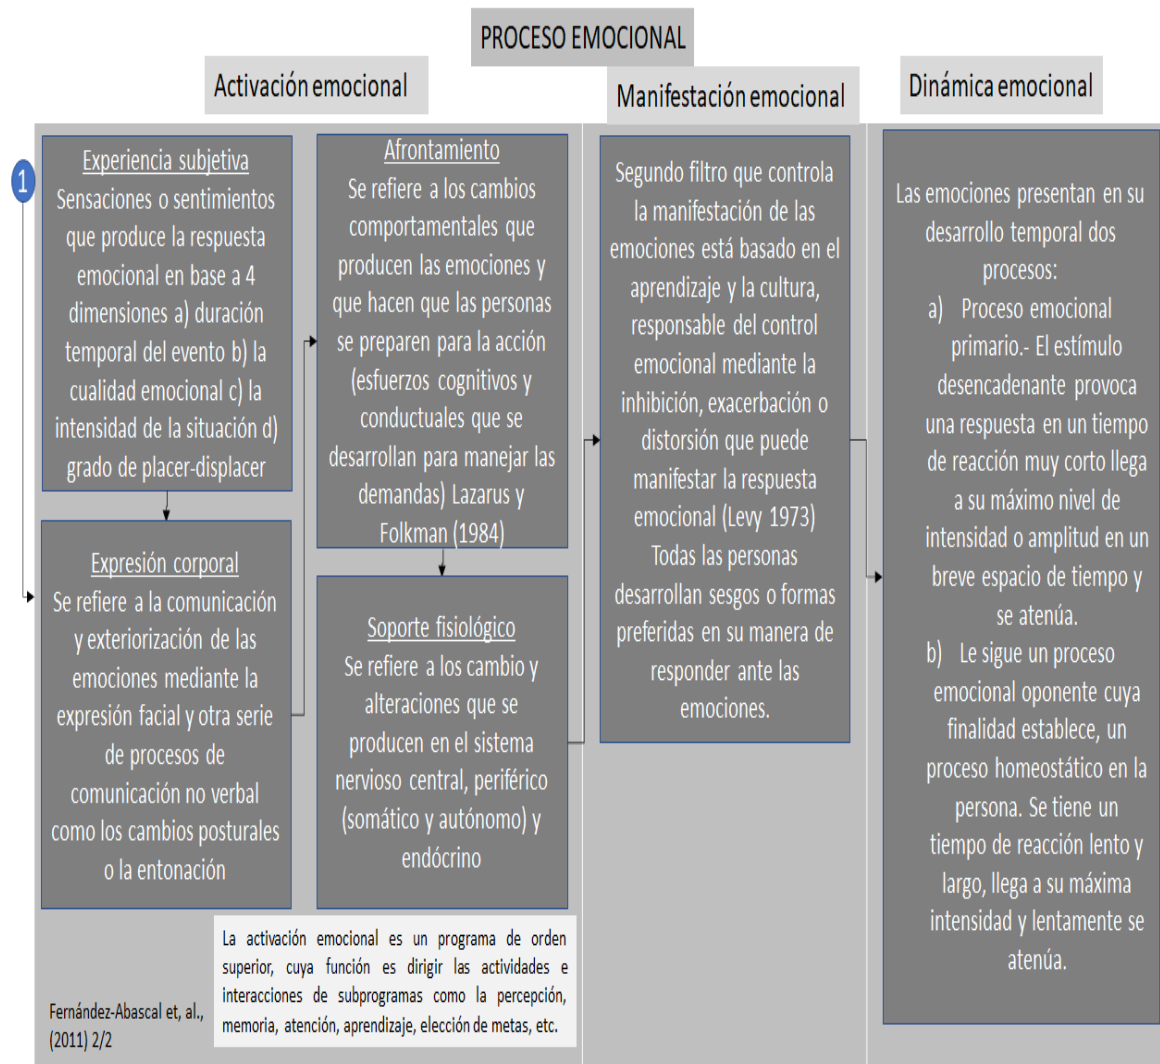 PROCESO EMOCIONAL
Activación emocional
1
Experiencia subjetiva
Sensaciones o sentimientos
que produce la respuesta
emocional en base a 4
dimensiones a) duración
temporal del evento b) la
cualidad emocional c) la
intensidad de la situación d)
grado de placer-displacer
Expresión corporal
Se refiere a la comunicación
y exteriorización de las
emociones mediante la
expresión facial y otra serie
de procesos de
comunicación no verbal
como los cambios posturales
o la entonación
Afrontamiento
Se refiere a los cambios
comportamentales que
producen las emociones y
que hacen que las personas
se preparen para la acción
(esfuerzos cognitivos y
conductuales que se
desarrollan para manejar las
demandas) Lazarus y
Folkman (1984)
Soporte fisiológico
Se refiere a los cambio y
alteraciones que se
producen en el sistema
nervioso central, periférico
(somático y autónomo) y
endócrino
La activación emocional es un programa de orden
superior, cuya función es dirigir las actividades e
interacciones de subprogramas como la percepción,
memoria, atención, aprendizaje, elección de metas, etc.
Fernández-Abascal et, al.,
(2011) 2/2
Manifestación emocional
Segundo filtro que controla
la manifestación de las
emociones está basado en el
aprendizaje y la cultura,
responsable del control
emocional mediante la
inhibición, exacerbación o
distorsión que puede
manifestar la respuesta
emocional (Levy 1973)
Todas las personas
desarrollan sesgos o formas
preferidas en su manera de
responder ante las
emociones.
Dinámica emocional
Las emociones presentan en su
desarrollo temporal dos
procesos:
a) Proceso emocional
primario.- El estímulo
desencadenante provoca
una respuesta en un tiempo
de reacción muy corto llega
a su máximo nivel de
intensidad o amplitud en un
breve espacio de tiempo y
se atenúa.
b) Le sigue un proceso
emocional oponente cuya
finalidad establece, un
proceso homeostático en la
persona. Se tiene un
tiempo de reacción lento y
largo, llega a su máxima
intensidad y lentamente se
atenúa.